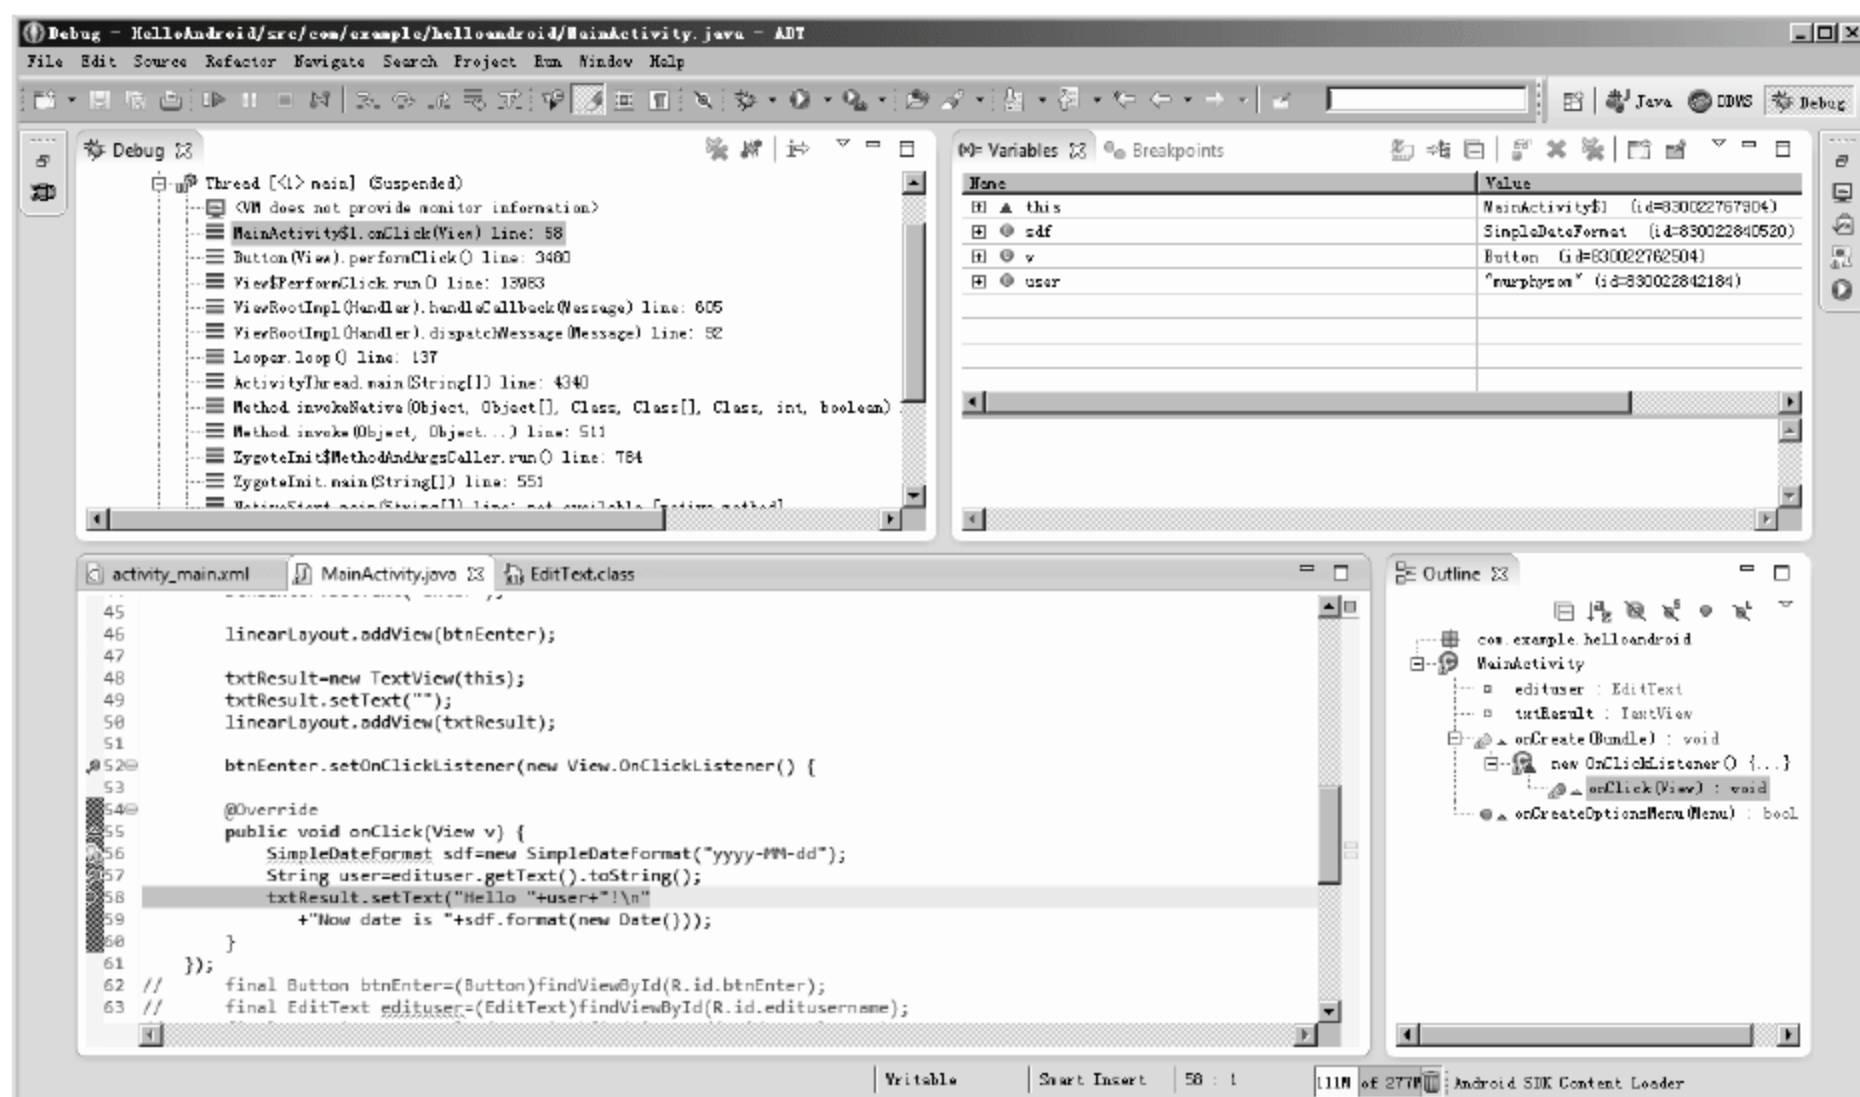 Debug - HelloAndroid/src/com/example/helloandroid/MainActivity.java - ADT
File Edit Source Refactor Navigate Search Project Run Window Help
Java DDMS Debug
Debug
Thread [<1> main] (Suspended)
<VM does not provide monitor information>
MainActivity$1.onClick(View) line: 58
Button(View).performClick() line: 3480
View$PerformClick.run() line: 13983
ViewRootImpl(Handler).handleCallback(Message) line: 605
ViewRootImpl(Handler).dispatchMessage(Message) line: 92
Looper.loop() line: 137
ActivityThread.main(String[]) line: 4340
Method.invokeNative(Object, Object[], Class, Class[], Class, int, boolean)
Method.invoke(Object, Object...) line: 511
ZygoteInit$MethodAndArgsCaller.run() line: 784
ZygoteInit.main(String[]) line: 551
NativeStart.main(String[]) line: not available [native method]
(x)= Variables Breakpoints
Name Value
this MainActivity$1 (id=830022767904)
sdf SimpleDateFormat (id=830022840520)
v Button (id=830022762504)
user "murphyson" (id=830022842184)
activity_main.xml MainActivity.java EditText.class
45
46 linearLayout.addView(btnEenter);
47
48 txtResult=new TextView(this);
49 txtResult.setText("");
50 linearLayout.addView(txtResult);
51
52 btnEenter.setOnClickListener(new View.OnClickListener() {
53
54 @Override
55 public void onClick(View v) {
56 SimpleDateFormat sdf=new SimpleDateFormat("yyyy-MM-dd");
57 String user=edituser.getText().toString();
58 txtResult.setText("Hello "+user+"!\n"
59 +"Now date is "+sdf.format(new Date()));
60 }
61 });
62 // final Button btnEnter=(Button)findViewById(R.id.btnEnter);
63 // final EditText edituser=(EditText)findViewById(R.id.editusername);
Outline
com.example.helloandroid
MainActivity
edituser : EditText
txtResult : TextView
onCreate(Bundle) : void
new OnClickListener() {...}
onClick(View) : void
onCreateOptionsMenu(Menu) : bool
Writable Smart Insert 58 : 1 111M of 277M Android SDK Content Loader